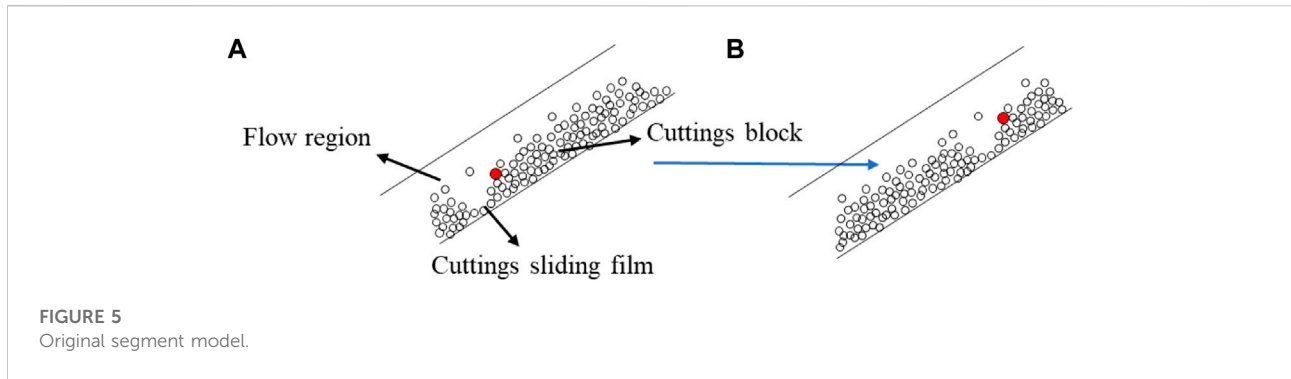 A
B
Flow region
Cuttings block
Cuttings sliding film
FIGURE 5
Original segment model.